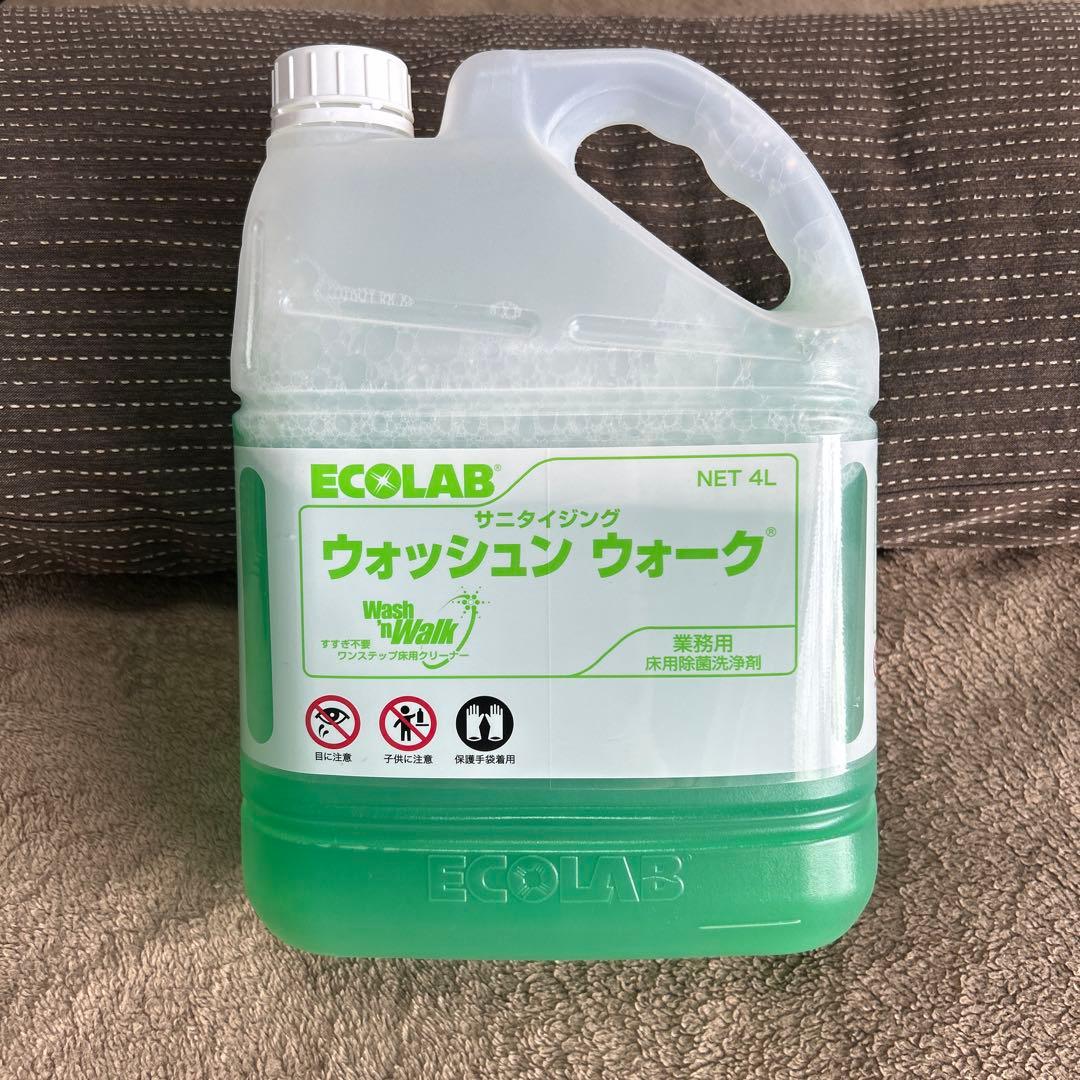 ECOLAB®
NET 4L
サニタイジング
ウォッシュン ウォーク®
Wash
'n Walk
すすぎ不要
ワンステップ床用クリーナー
業務用
床用除菌洗浄剤
目に注意
子供に注意
保護手袋着用
ECOLAB